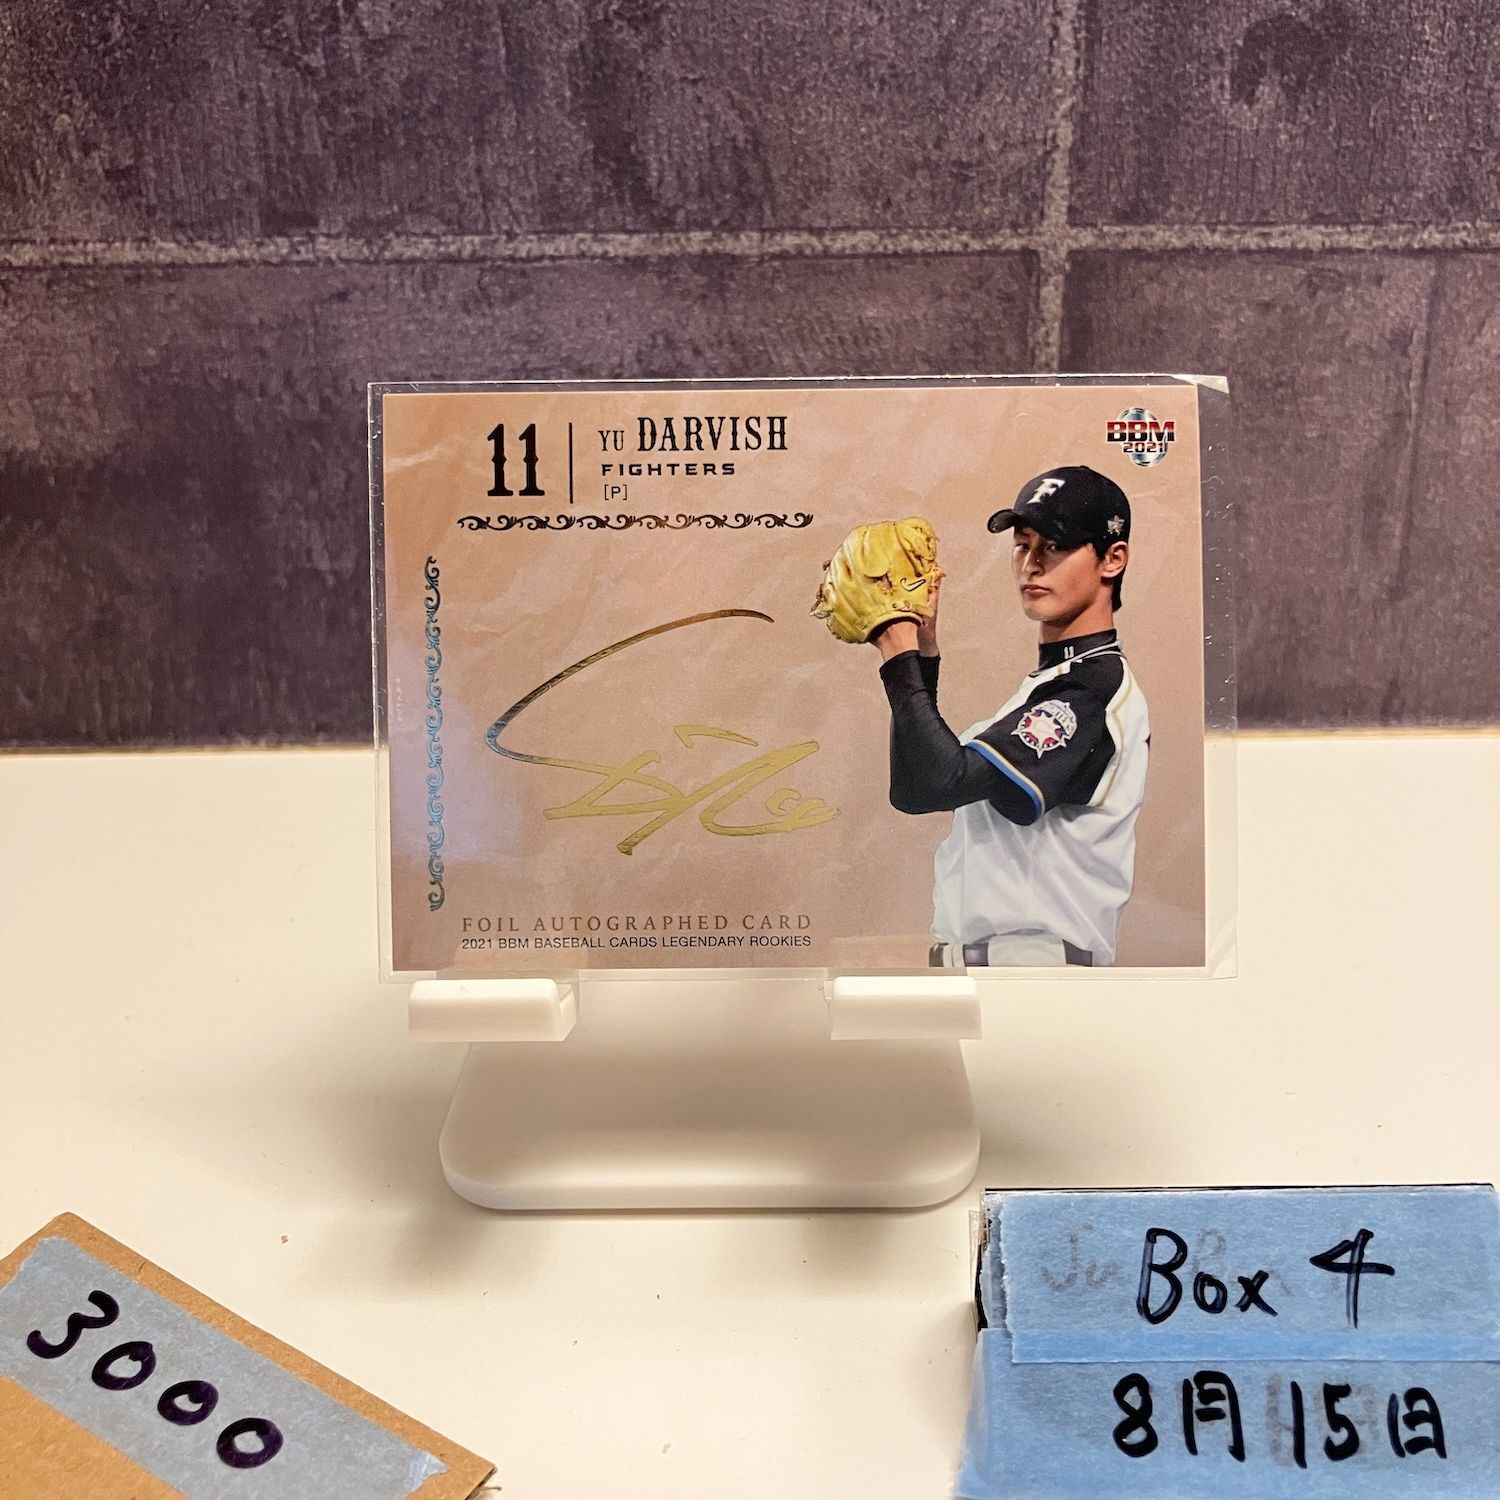 11
YU DARVISH
FIGHTERS
[P]
BBM
2021
F
11
FOIL AUTOGRAPHED CARD
2021 BBM BASEBALL CARDS LEGENDARY ROOKIES
3000
Box 4
8月15日